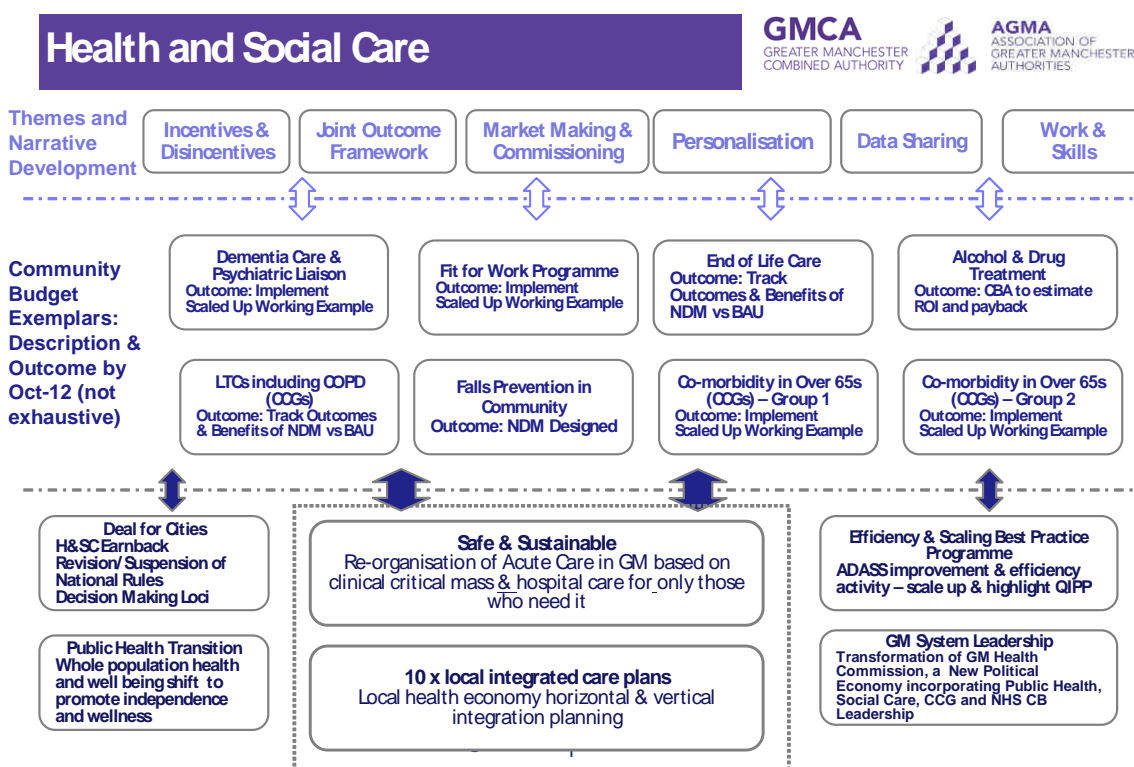 Health and Social Care
GMCA
GREATER MANCHESTER
COMBINED AUTHORITY
AGMA
ASSOCIATION OF
GREATER MANCHESTER
AUTHORITIES
Themes and
Narrative
Development
Incentives &
Disincentives
Joint Outcome
Framework
Market Making &
Commissioning
Personalisation
Data Sharing
Work &
Skills
Community
Budget
Exemplars:
Description &
Outcome by
Oct-12 (not
exhaustive)
Dementia Care &
Psychiatric Liaison
Outcome: Implement
Scaled Up Working Example
Fit for Work Programme
Outcome: Implement
Scaled Up Working Example
End of Life Care
Outcome: Track
Outcomes & Benefits of
NDM vs BAU
Alcohol & Drug
Treatment
Outcome: CBA to estimate
ROI and payback
LTCs including COPD
(CCGs)
Outcome: Track Outcomes
& Benefits of NDM vs BAU
Falls Prevention in
Community
Outcome: NDM Designed
Co-morbidity in Over 65s
(CCGs) – Group 1
Outcome: Implement
Scaled Up Working Example
Co-morbidity in Over 65s
(CCGs) – Group 2
Outcome: Implement
Scaled Up Working Example
Deal for Cities
H&SC Earnback
Revision/Suspension of
National Rules
Decision Making Loci
Safe & Sustainable
Re-organisation of Acute Care in GM based on
clinical critical mass & hospital care for only those
who need it
Efficiency & Scaling Best Practice
Programme
ADASS improvement & efficiency
activity – scale up & highlight QIPP
Public Health Transition
Whole population health
and well being shift to
promote independence
and wellness
10 x local integrated care plans
Local health economy horizontal & vertical
integration planning
GM System Leadership
Transformation of GM Health
Commission, a New Political
Economy incorporating Public Health,
Social Care, CCG and NHS CB
Leadership